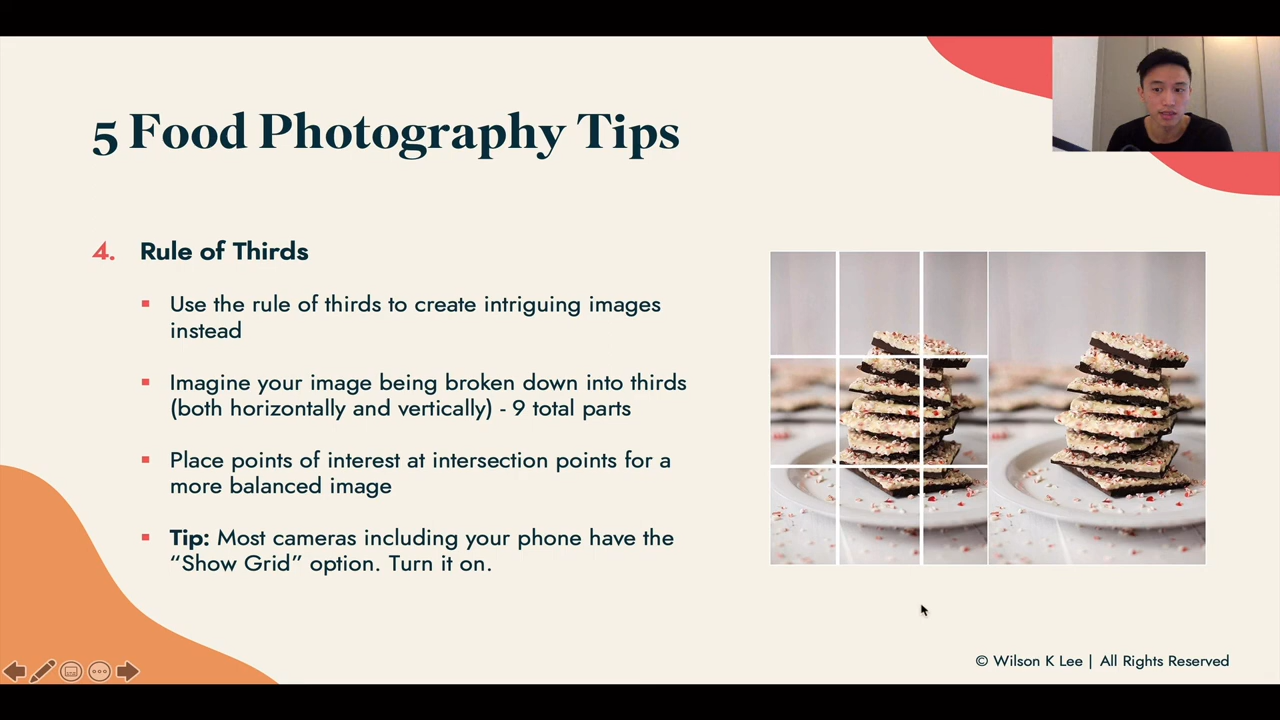 5 Food Photography Tips
4. Rule of Thirds
▪ Use the rule of thirds to create intriguing images
instead
▪ Imagine your image being broken down into thirds
(both horizontally and vertically) - 9 total parts
▪ Place points of interest at intersection points for a
more balanced image
▪ Tip: Most cameras including your phone have the
“Show Grid” option. Turn it on.
© Wilson K Lee | All Rights Reserved